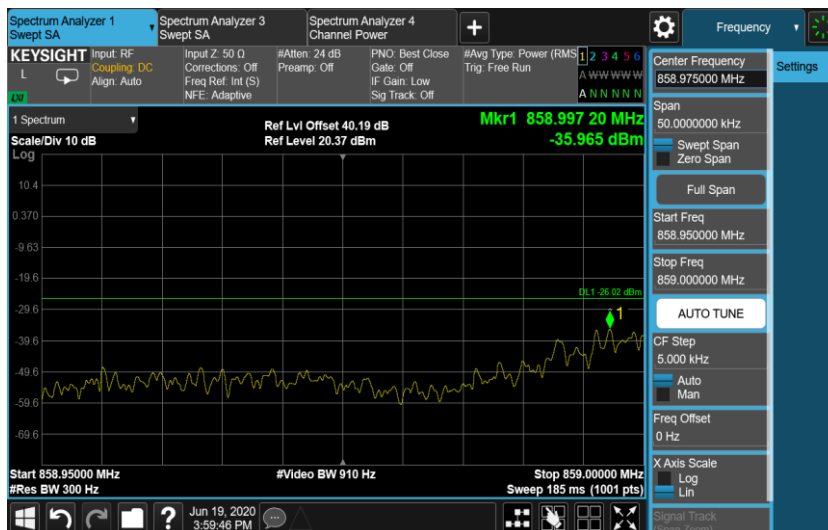 Spectrum Analyzer 1
Swept SA
Spectrum Analyzer 3
Swept SA
Spectrum Analyzer 4
Channel Power
Frequency
KEYSIGHT
L
LXI
Input: RF
Coupling: DC
Align: Auto
Input Z: 50 Ω
Corrections: Off
Freq Ref: Int (S)
NFE: Adaptive
#Atten: 24 dB
Preamp: Off
PNO: Best Close
Gate: Off
IF Gain: Low
Sig Track: Off
#Avg Type: Power (RMS
Trig: Free Run
1 2 3 4 5 6
A W W W W W
A N N N N N
1 Spectrum
Scale/Div 10 dB
Log
Ref Lvl Offset 40.19 dB
Ref Level 20.37 dBm
Mkr1 858.997 20 MHz
-35.965 dBm
10.4
0.370
-9.63
-19.6
-29.6
-39.6
-49.6
-59.6
-69.6
DL1 -26.02 dBm
1
Start 858.95000 MHz
#Res BW 300 Hz
#Video BW 910 Hz
Stop 859.00000 MHz
Sweep 185 ms (1001 pts)
Center Frequency
858.975000 MHz
Settings
Span
50.0000000 kHz
Swept Span
Zero Span
Full Span
Start Freq
858.950000 MHz
Stop Freq
859.000000 MHz
AUTO TUNE
CF Step
5.000 kHz
Auto
Man
Freq Offset
0 Hz
X Axis Scale
Log
Lin
Signal Track
(Span Zoom)
?
Jun 19, 2020
3:59:46 PM